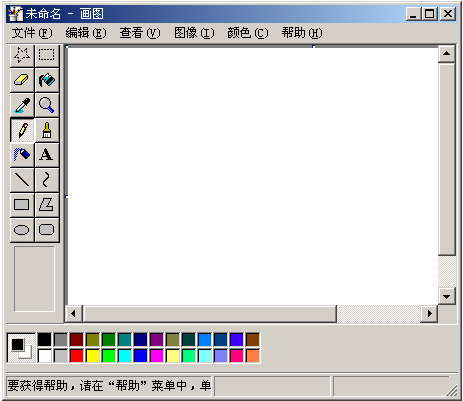 未命名 - 画图
文件(F) 编辑(E) 查看(V) 图像(I) 颜色(C) 帮助(H)
A
要获得帮助，请在“帮助”菜单中，单